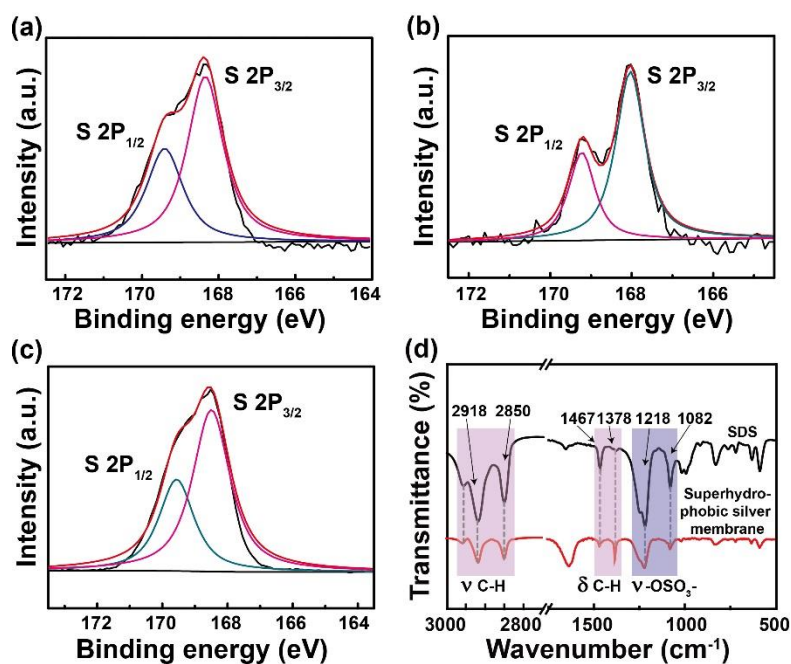 (a)
S 2P3/2
S 2P1/2
Intensity (a.u.)
172 170 168 166 164
Binding energy (eV)
(b)
S 2P3/2
S 2P1/2
Intensity (a.u.)
172 170 168 166
Binding energy (eV)
(c)
S 2P3/2
S 2P1/2
Intensity (a.u.)
172 170 168 166 164
Binding energy (eV)
(d)
2918 2850 1467 1378 1218 1082
SDS
Superhydro-
phobic silver
membrane
ν C-H δ C-H ν -OSO3-
Transmittance (%)
3000 2800 1500 1000 500
Wavenumber (cm-1)